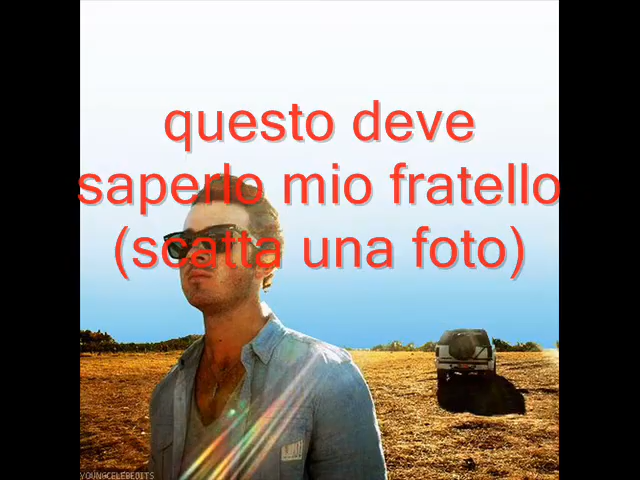 questo deve
saperlo mio fratello
(scatta una foto)
YOUNGCELEBEDITS